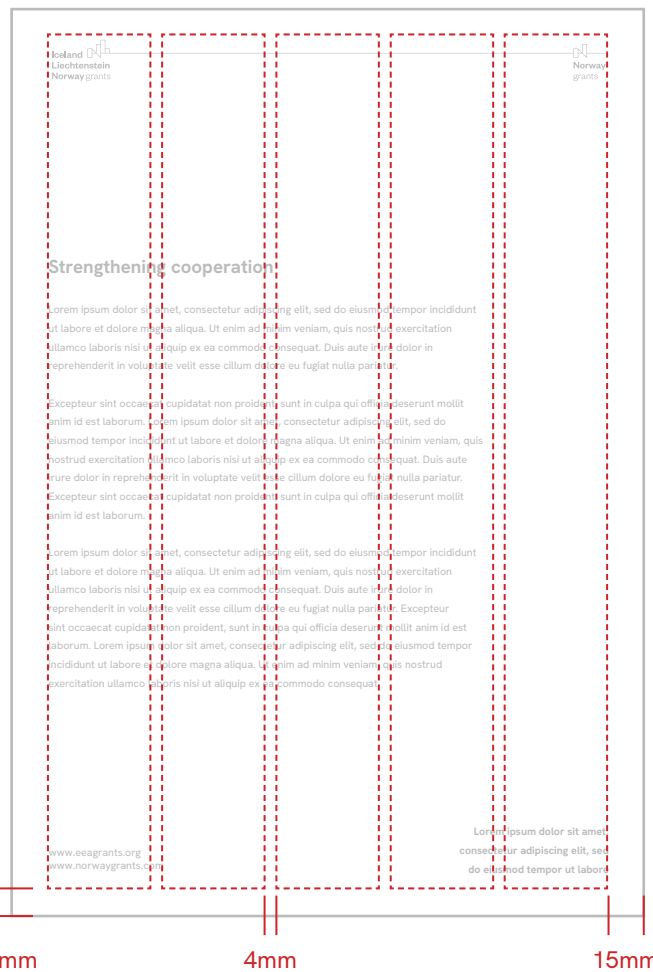 Iceland
Liechtenstein
Norway grants
Norway
grants
Strengthening cooperation
Lorem ipsum dolor sit amet, consectetur adipiscing elit, sed do eiusmod tempor incididunt
ut labore et dolore magna aliqua. Ut enim ad minim veniam, quis nostrud exercitation
ullamco laboris nisi ut aliquip ex ea commodo consequat. Duis aute irure dolor in
reprehenderit in voluptate velit esse cillum dolore eu fugiat nulla pariatur.
Excepteur sint occaecat cupidatat non proident, sunt in culpa qui officia deserunt mollit
anim id est laborum. Lorem ipsum dolor sit amet, consectetur adipiscing elit, sed do
eiusmod tempor incididunt ut labore et dolore magna aliqua. Ut enim ad minim veniam, quis
nostrud exercitation ullamco laboris nisi ut aliquip ex ea commodo consequat. Duis aute
irure dolor in reprehenderit in voluptate velit esse cillum dolore eu fugiat nulla pariatur.
Excepteur sint occaecat cupidatat non proident, sunt in culpa qui officia deserunt mollit
anim id est laborum.
Lorem ipsum dolor sit amet, consectetur adipiscing elit, sed do eiusmod tempor incididunt
ut labore et dolore magna aliqua. Ut enim ad minim veniam, quis nostrud exercitation
ullamco laboris nisi ut aliquip ex ea commodo consequat. Duis aute irure dolor in
reprehenderit in voluptate velit esse cillum dolore eu fugiat nulla pariatur. Excepteur
sint occaecat cupidatat non proident, sunt in culpa qui officia deserunt mollit anim id est
laborum. Lorem ipsum dolor sit amet, consectetur adipiscing elit, sed do eiusmod tempor
incididunt ut labore et dolore magna aliqua. Ut enim ad minim veniam, quis nostrud
exercitation ullamco laboris nisi ut aliquip ex ea commodo consequat.
www.eeagrants.org
www.norwaygrants.com
Lorem ipsum dolor sit amet,
consectetur adipiscing elit, sed
do eiusmod tempor ut labore
mm
4mm
15mm